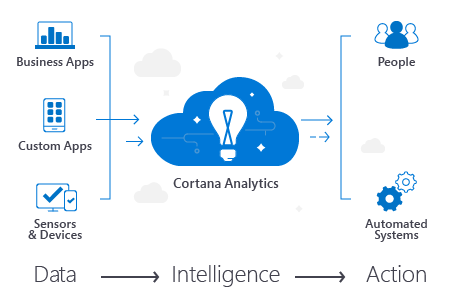 Business Apps
Custom Apps
Sensors
& Devices
Cortana Analytics
People
Automated
Systems
Data
Intelligence
Action